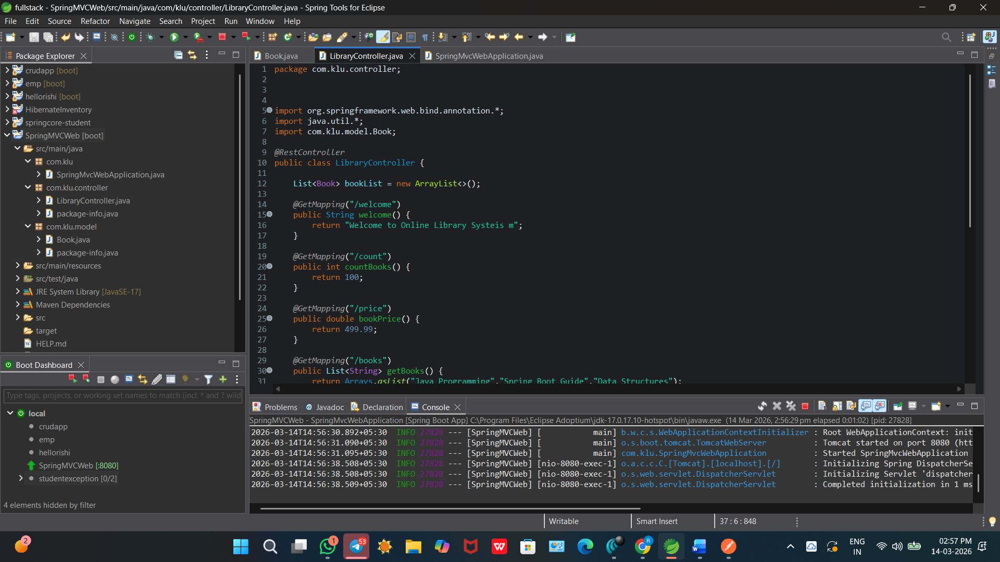 fullstack - SpringMVCWeb/src/main/java/com/klu/controller/LibraryController.java - Spring Tools for Eclipse
File Edit Source Refactor Navigate Search Project Run Window Help
Package Explorer
crudapp [boot]
emp [boot]
hellorishi [boot]
HibernateInventory
springcore-student
SpringMVCWeb [boot]
src/main/java
com.klu
SpringMvcWebApplication.java
com.klu.controller
LibraryController.java
package-info.java
com.klu.model
Book.java
package-info.java
src/main/resources
src/test/java
JRE System Library [JavaSE-17]
Maven Dependencies
src
target
HELP.md
Boot Dashboard
Type tags, projects, or working set names to match (incl. * and ? wild
local
crudapp
emp
hellorishi
SpringMVCWeb [:8080]
studentexception [0/2]
4 elements hidden by filter
Book.java LibraryController.java SpringMvcWebApplication.java
1 package com.klu.controller;
2
3
4
5 import org.springframework.web.bind.annotation.*;
6 import java.util.*;
7 import com.klu.model.Book;
8
9 @RestController
10 public class LibraryController {
11
12 List<Book> bookList = new ArrayList<>();
13
14 @GetMapping("/welcome")
15 public String welcome() {
16 return "Welcome to Online Library Systeis m";
17 }
18
19 @GetMapping("/count")
20 public int countBooks() {
21 return 100;
22 }
23
24 @GetMapping("/price")
25 public double bookPrice() {
26 return 499.99;
27 }
28
29 @GetMapping("/books")
30 public List<String> getBooks() {
31 return Arrays.asList("Java Programming","Spring Boot Guide","Data Structures");
Problems Javadoc Declaration Console
SpringMVCWeb - SpringMvcWebApplication [Spring Boot App] C:\Program Files\Eclipse Adoptium\jdk-17.0.17.10-hotspot\bin\javaw.exe (14 Mar 2026, 2:56:29 pm elapsed 0:01:02) [pid: 27828]
2026-03-14T14:56:30.892+05:30 INFO 27828 --- [SpringMVCWeb] [ main] b.w.c.s.WebApplicationContextInitializer : Root WebApplicationContext: init
2026-03-14T14:56:31.090+05:30 INFO 27828 --- [SpringMVCWeb] [ main] o.s.boot.tomcat.TomcatWebServer : Tomcat started on port 8080 (htt
2026-03-14T14:56:31.095+05:30 INFO 27828 --- [SpringMVCWeb] [ main] com.klu.SpringMvcWebApplication : Started SpringMvcWebApplication
2026-03-14T14:56:38.508+05:30 INFO 27828 --- [SpringMVCWeb] [nio-8080-exec-1] o.a.c.c.C.[Tomcat].[localhost].[/] : Initializing Spring DispatcherSe
2026-03-14T14:56:38.508+05:30 INFO 27828 --- [SpringMVCWeb] [nio-8080-exec-1] o.s.web.servlet.DispatcherServlet : Initializing Servlet 'dispatcher
2026-03-14T14:56:38.509+05:30 INFO 27828 --- [SpringMVCWeb] [nio-8080-exec-1] o.s.web.servlet.DispatcherServlet : Completed initialization in 1 ms
Writable Smart Insert 37 : 6 : 848
2
1
53
ENG
IN
02:57 PM
14-03-2026